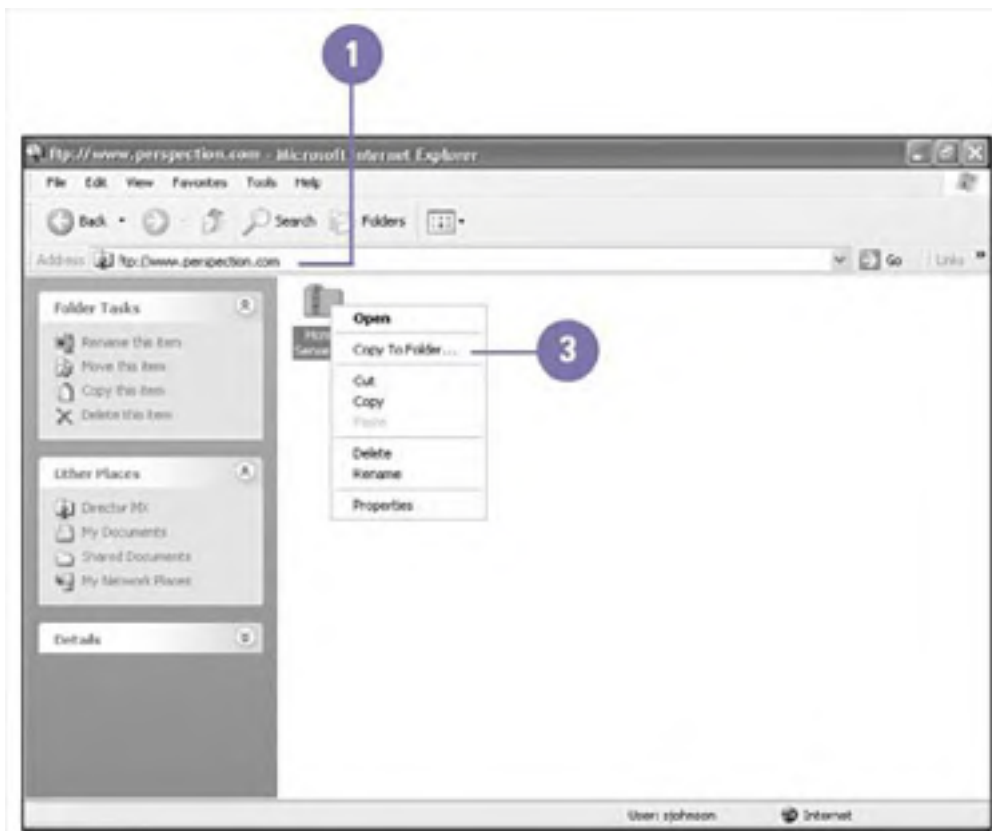 1
ftp://www.perspection.com - Microsoft Internet Explorer
File Edit View Favorites Tools Help
Back Search Folders
Address ftp://www.perspection.com Go Links »
Folder Tasks
Rename this item
Move this item
Copy this item
Delete this item
Open
Copy To Folder...
3
Cut
Copy
Paste
Delete
Rename
Properties
Other Places
Director MX
My Documents
Shared Documents
My Network Places
Details
User: sjohnson Internet